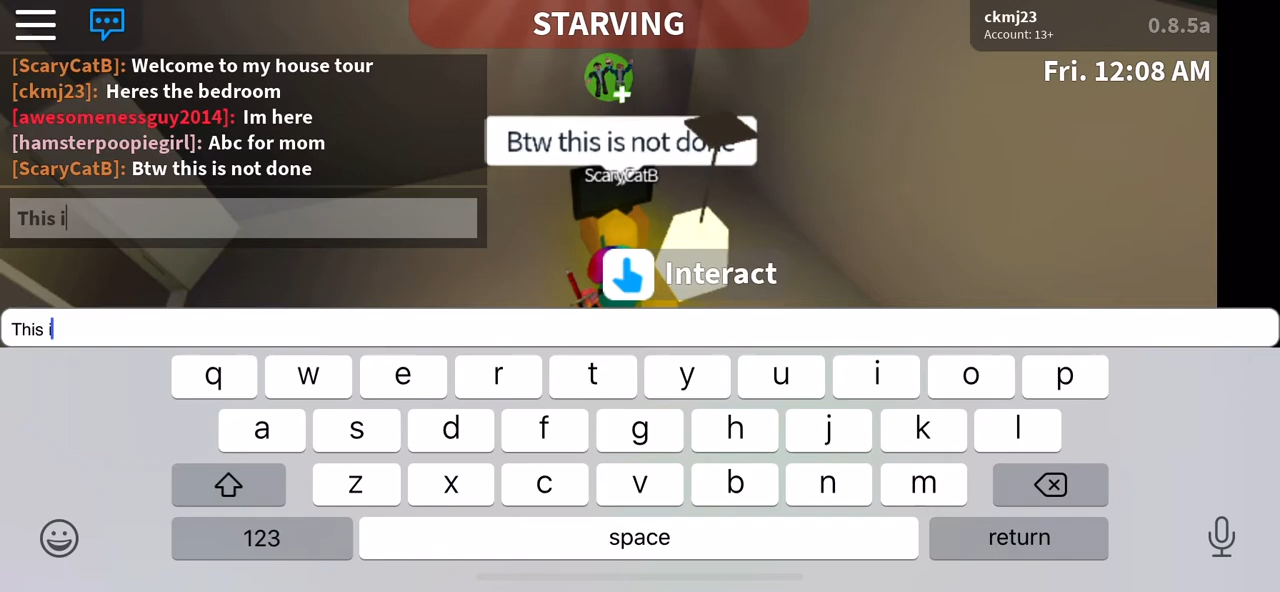 STARVING
ckmj23
Account: 13+
0.8.5a
Fri. 12:08 AM
[ScaryCatB]: Welcome to my house tour
[ckmj23]: Heres the bedroom
[awesomenessguy2014]: Im here
[hamsterpoopiegirl]: Abc for mom
[ScaryCatB]: Btw this is not done
This i
Btw this is not done
ScaryCatB
Interact
This i
q w e r t y u i o p
a s d f g h j k l
z x c v b n m
123 space return